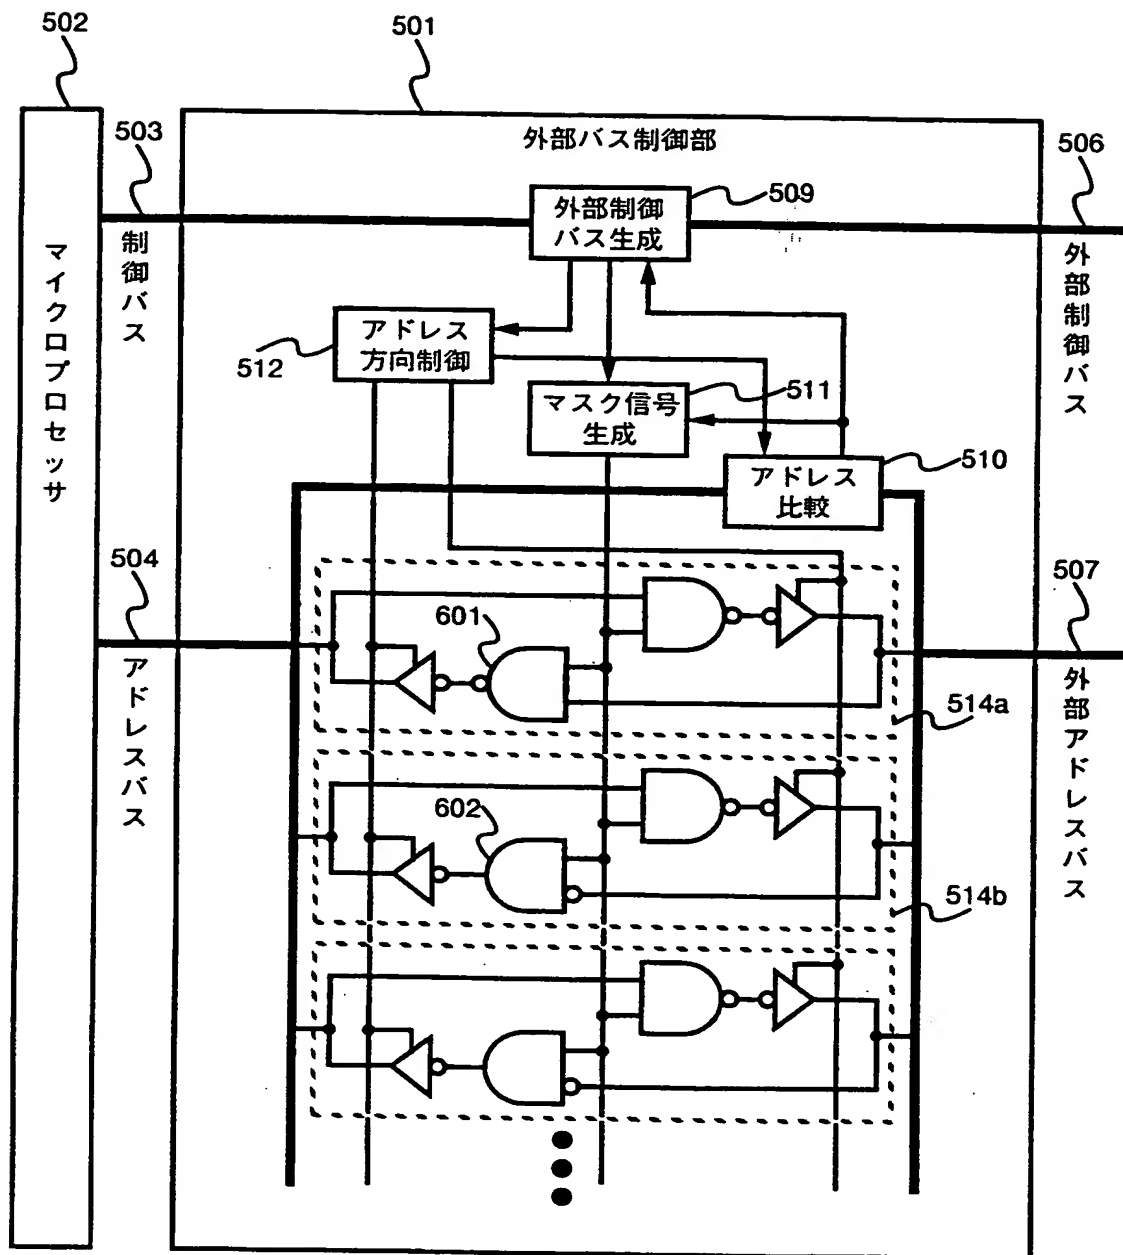 502
501
503
外部バス制御部
506
509
外部制御
バス生成
マイクロプロセッサ
制御バス
外部制御バス
アドレス
方向制御
512
511
マスク信号
生成
510
アドレス
比較
504
507
601
アドレスバス
外部アドレスバス
514a
602
514b